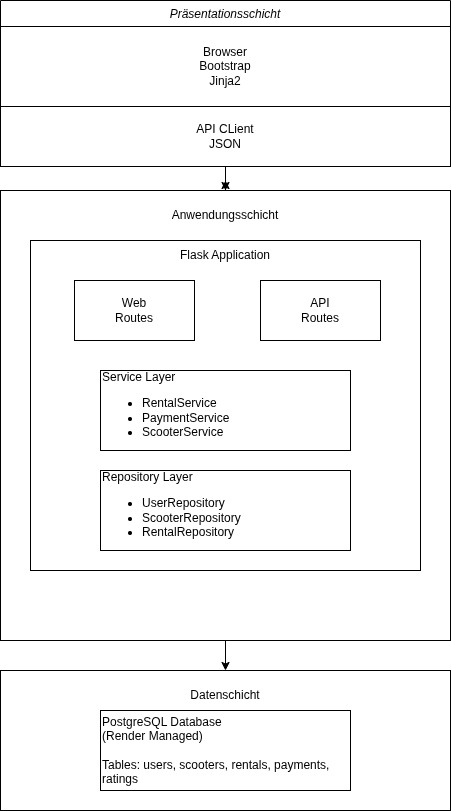 Präsentationsschicht
Browser
Bootstrap
Jinja2
API CLient
JSON
Anwendungsschicht
Flask Application
Web
Routes
API
Routes
Service Layer
• RentalService
• PaymentService
• ScooterService
Repository Layer
• UserRepository
• ScooterRepository
• RentalRepository
Datenschicht
PostgreSQL Database
(Render Managed)
Tables: users, scooters, rentals, payments,
ratings